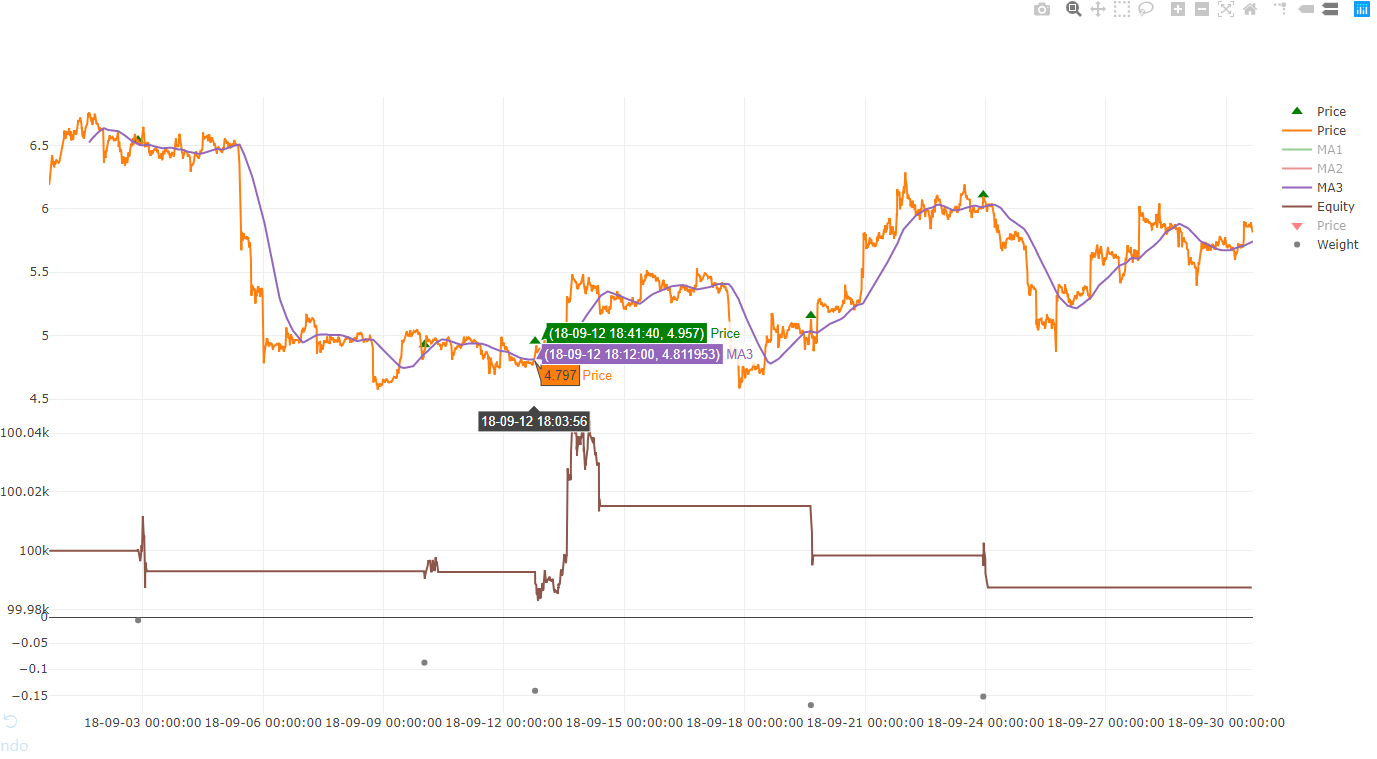 Price
Price
MA1
MA2
MA3
Equity
Price
Weight
6.5
6
5.5
5
4.5
(18-09-12 18:41:40, 4.957) Price
(18-09-12 18:12:00, 4.811953) MA3
4.797 Price
18-09-12 18:03:56
100.04k
100.02k
100k
99.98k
0
−0.05
−0.1
−0.15
18-09-03 00:00:00 18-09-06 00:00:00 18-09-09 00:00:00 18-09-12 00:00:00 18-09-15 00:00:00 18-09-18 00:00:00 18-09-21 00:00:00 18-09-24 00:00:00 18-09-27 00:00:00 18-09-30 00:00:00
ndo